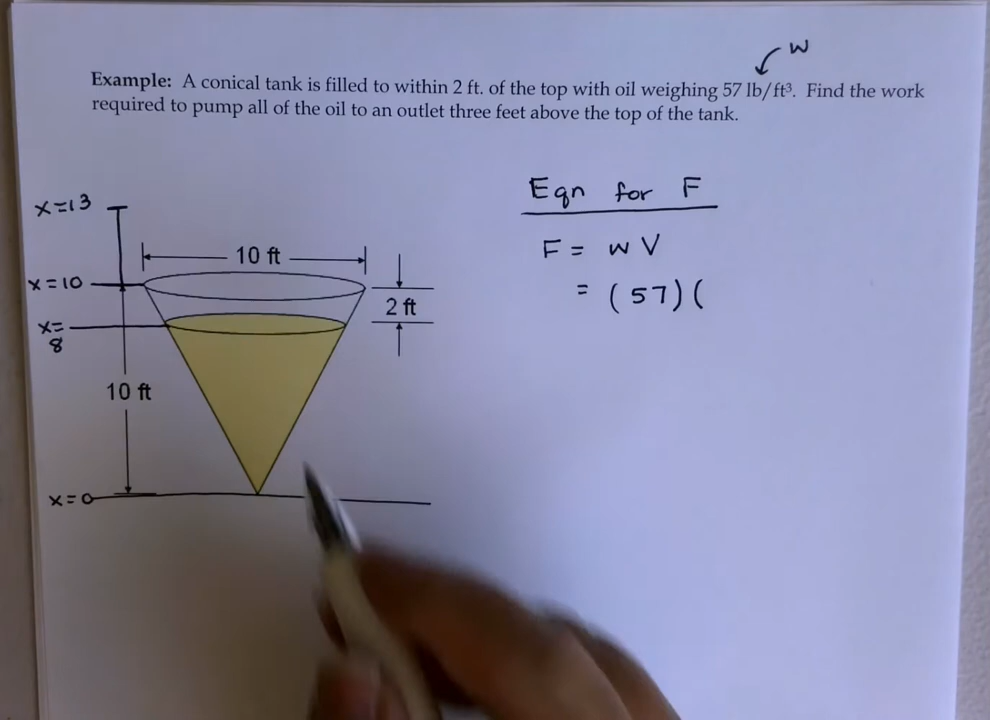 w
Example: A conical tank is filled to within 2 ft. of the top with oil weighing 57 lb/ft³. Find the work
required to pump all of the oil to an outlet three feet above the top of the tank.
Eqn for F
x=13
10 ft
F = w V
x=10
= (57)(
2 ft
x=
8
10 ft
x=0